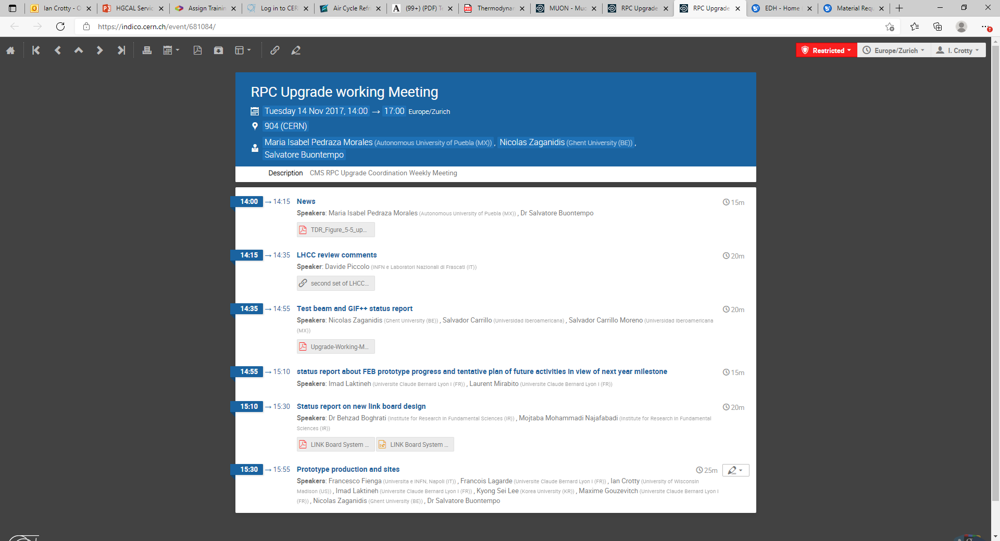 Ian Crotty - O
HGCAL Servic
Assign Trainin
Log in to CER
Air Cycle Refr
(99+) (PDF) T
Thermodynar
MUON - Muc
RPC Upgrade
RPC Upgrade
EDH - Home
Material Requ
https://indico.cern.ch/event/681084/
Restricted
Europe/Zurich
I. Crotty
RPC Upgrade working Meeting
Tuesday 14 Nov 2017, 14:00 → 17:00 Europe/Zurich
904 (CERN)
Maria Isabel Pedraza Morales (Autonomous University of Puebla (MX)) , Nicolas Zaganidis (Ghent University (BE)) ,
Salvatore Buontempo
Description CMS RPC Upgrade Coordination Weekly Meeting
14:00 → 14:15 News 15m
Speakers: Maria Isabel Pedraza Morales (Autonomous University of Puebla (MX)) , Dr Salvatore Buontempo
TDR_Figure_5-5_up...
14:15 → 14:35 LHCC review comments 20m
Speaker: Davide Piccolo (INFN e Laboratori Nazionali di Frascati (IT))
second set of LHCC...
14:35 → 14:55 Test beam and GIF++ status report 20m
Speakers: Nicolas Zaganidis (Ghent University (BE)) , Salvador Carrillo (Universidad Iberoamericana) , Salvador Carrillo Moreno (Universidad Iberoamericana
(MX))
Upgrade-Working-M...
14:55 → 15:10 status report about FEB prototype progress and tentative plan of future activities in view of next year milestone 15m
Speakers: Imad Laktineh (Universite Claude Bernard Lyon I (FR)) , Laurent Mirabito (Universite Claude Bernard Lyon I (FR))
15:10 → 15:30 Status report on new link board design 20m
Speakers: Dr Behzad Boghrati (Institute for Research in Fundamental Sciences (IR)) , Mojtaba Mohammadi Najafabadi (Institute for Research in Fundamental
Sciences (IR))
LINK Board System ... LINK Board System ...
15:30 → 15:55 Prototype production and sites 25m
Speakers: Francesco Fienga (Universita e INFN, Napoli (IT)) , Francois Lagarde (Universite Claude Bernard Lyon I (FR)) , Ian Crotty (University of Wisconsin
Madison (US)) , Imad Laktineh (Universite Claude Bernard Lyon I (FR)) , Kyong Sei Lee (Korea University (KR)) , Maxime Gouzevitch (Universite Claude Bernard Lyon I
(FR)) , Nicolas Zaganidis (Ghent University (BE)) , Dr Salvatore Buontempo